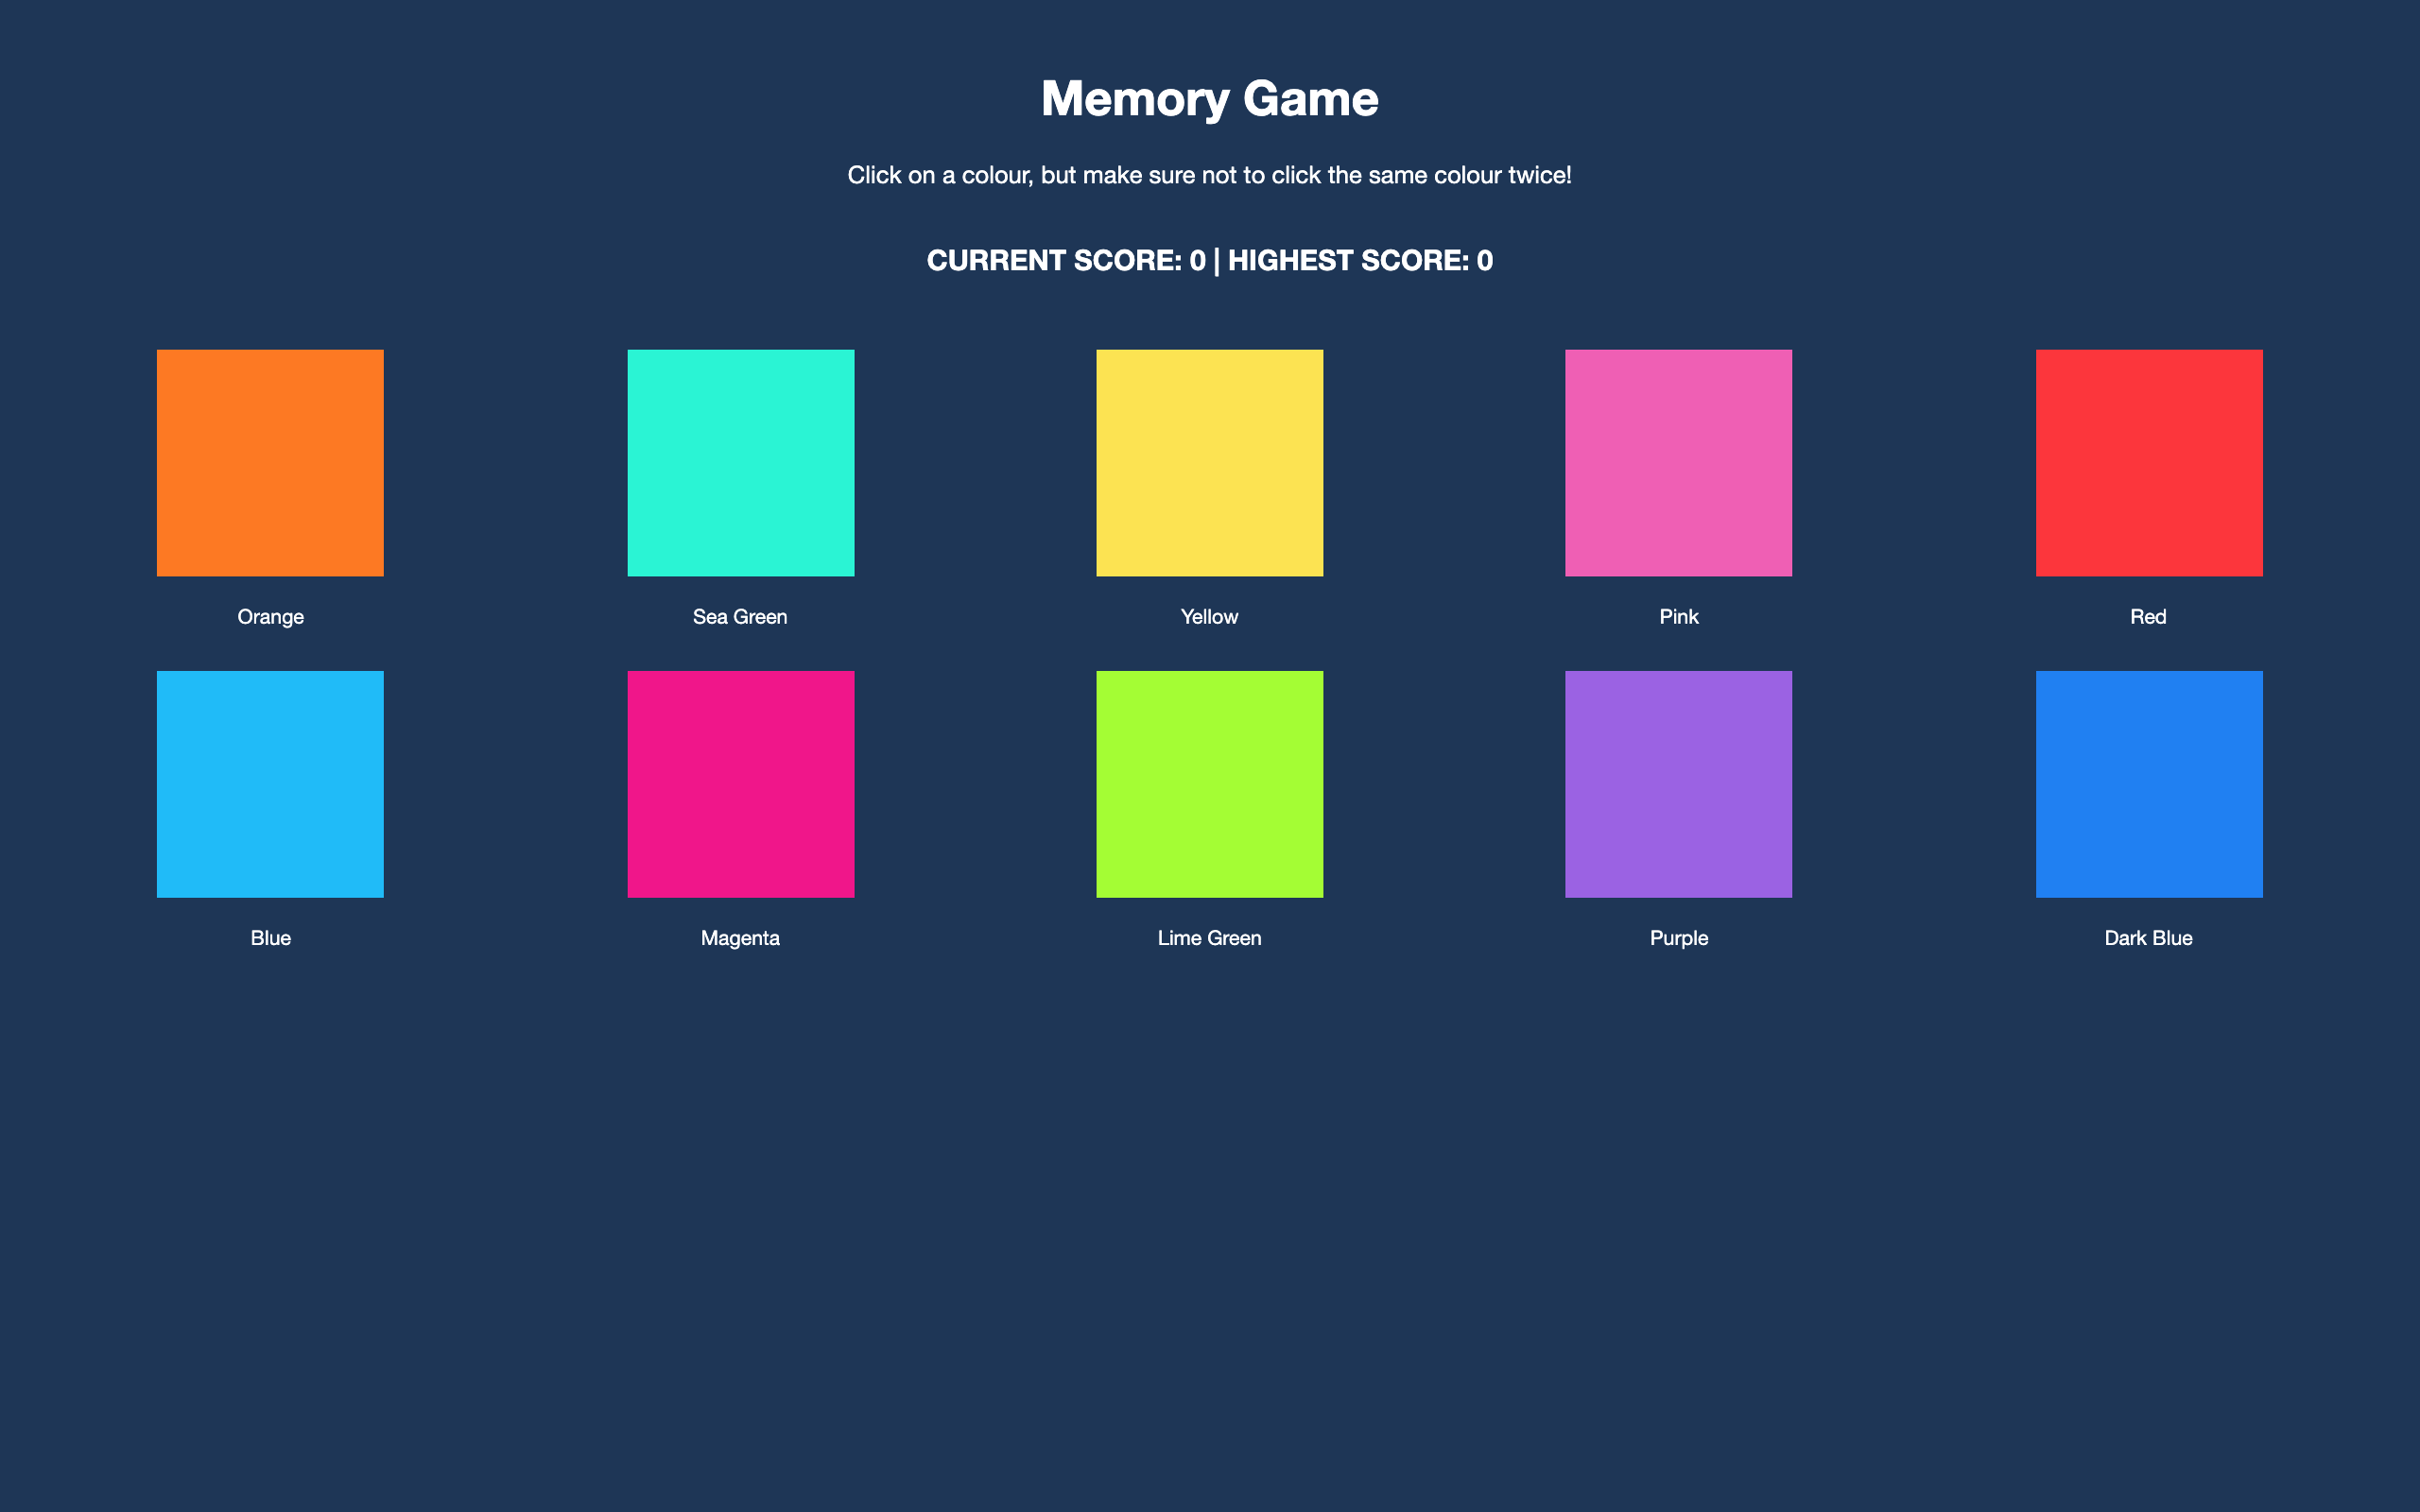 Memory Game
Click on a colour, but make sure not to click the same colour twice!
CURRENT SCORE: 0 | HIGHEST SCORE: 0
Orange
Sea Green
Yellow
Pink
Red
Blue
Magenta
Lime Green
Purple
Dark Blue